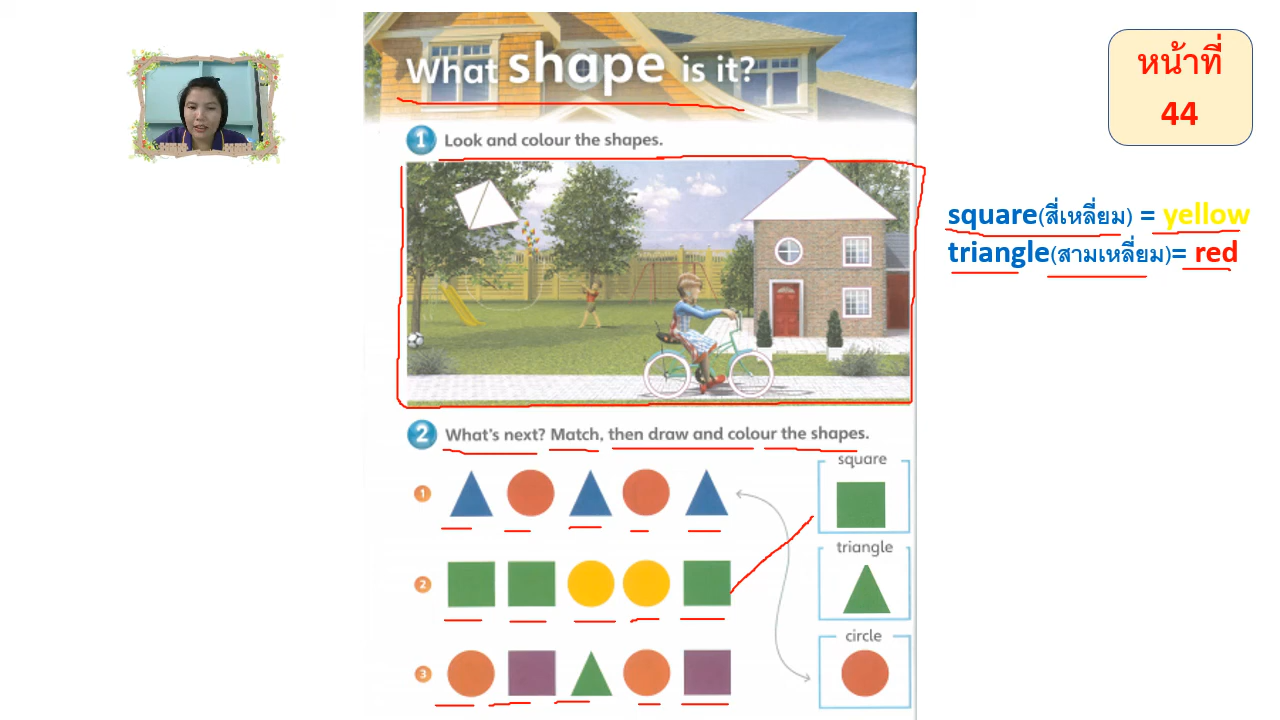 What shape is it?
1 Look and colour the shapes.
2 What's next? Match, then draw and colour the shapes.
1
2
3
square
triangle
circle
หน้าที่
44
square(สี่เหลี่ยม) = yellow
triangle(สามเหลี่ยม)= red